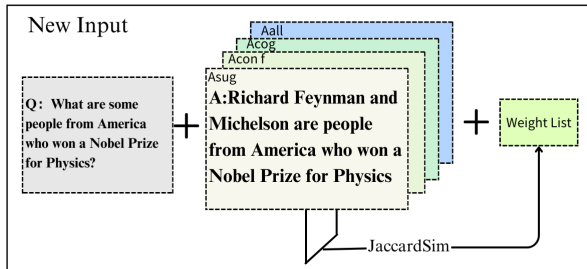 New Input
Aall
Acog
Acon f
Asug
Q: What are some
people from America
who won a Nobel Prize
for Physics?
A:Richard Feynman and
Michelson are people
from America who won a
Nobel Prize for Physics
Weight List
JaccardSim